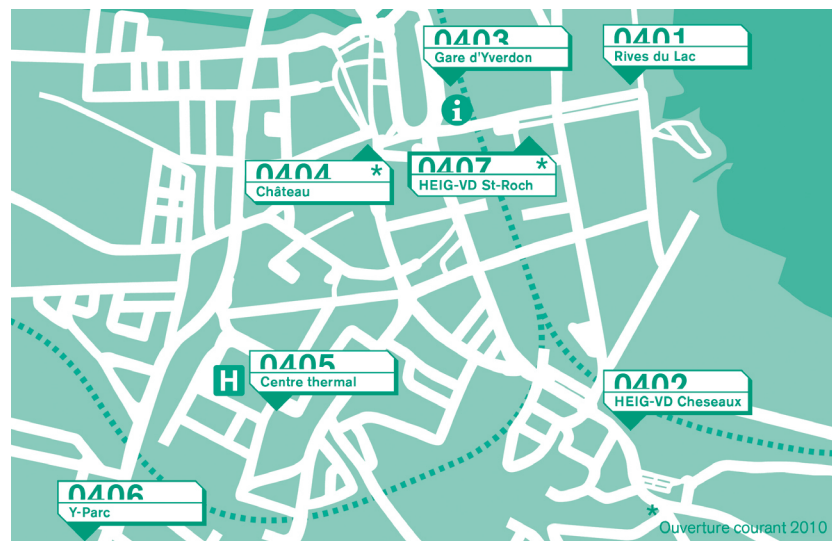 0403
Gare d'Yverdon
0401
Rives du Lac
i
0404 *
Château
0407 *
HEIG-VD St-Roch
H
0405
Centre thermal
0402
HEIG-VD Cheseaux
0406
Y-Parc
* Ouverture courant 2010